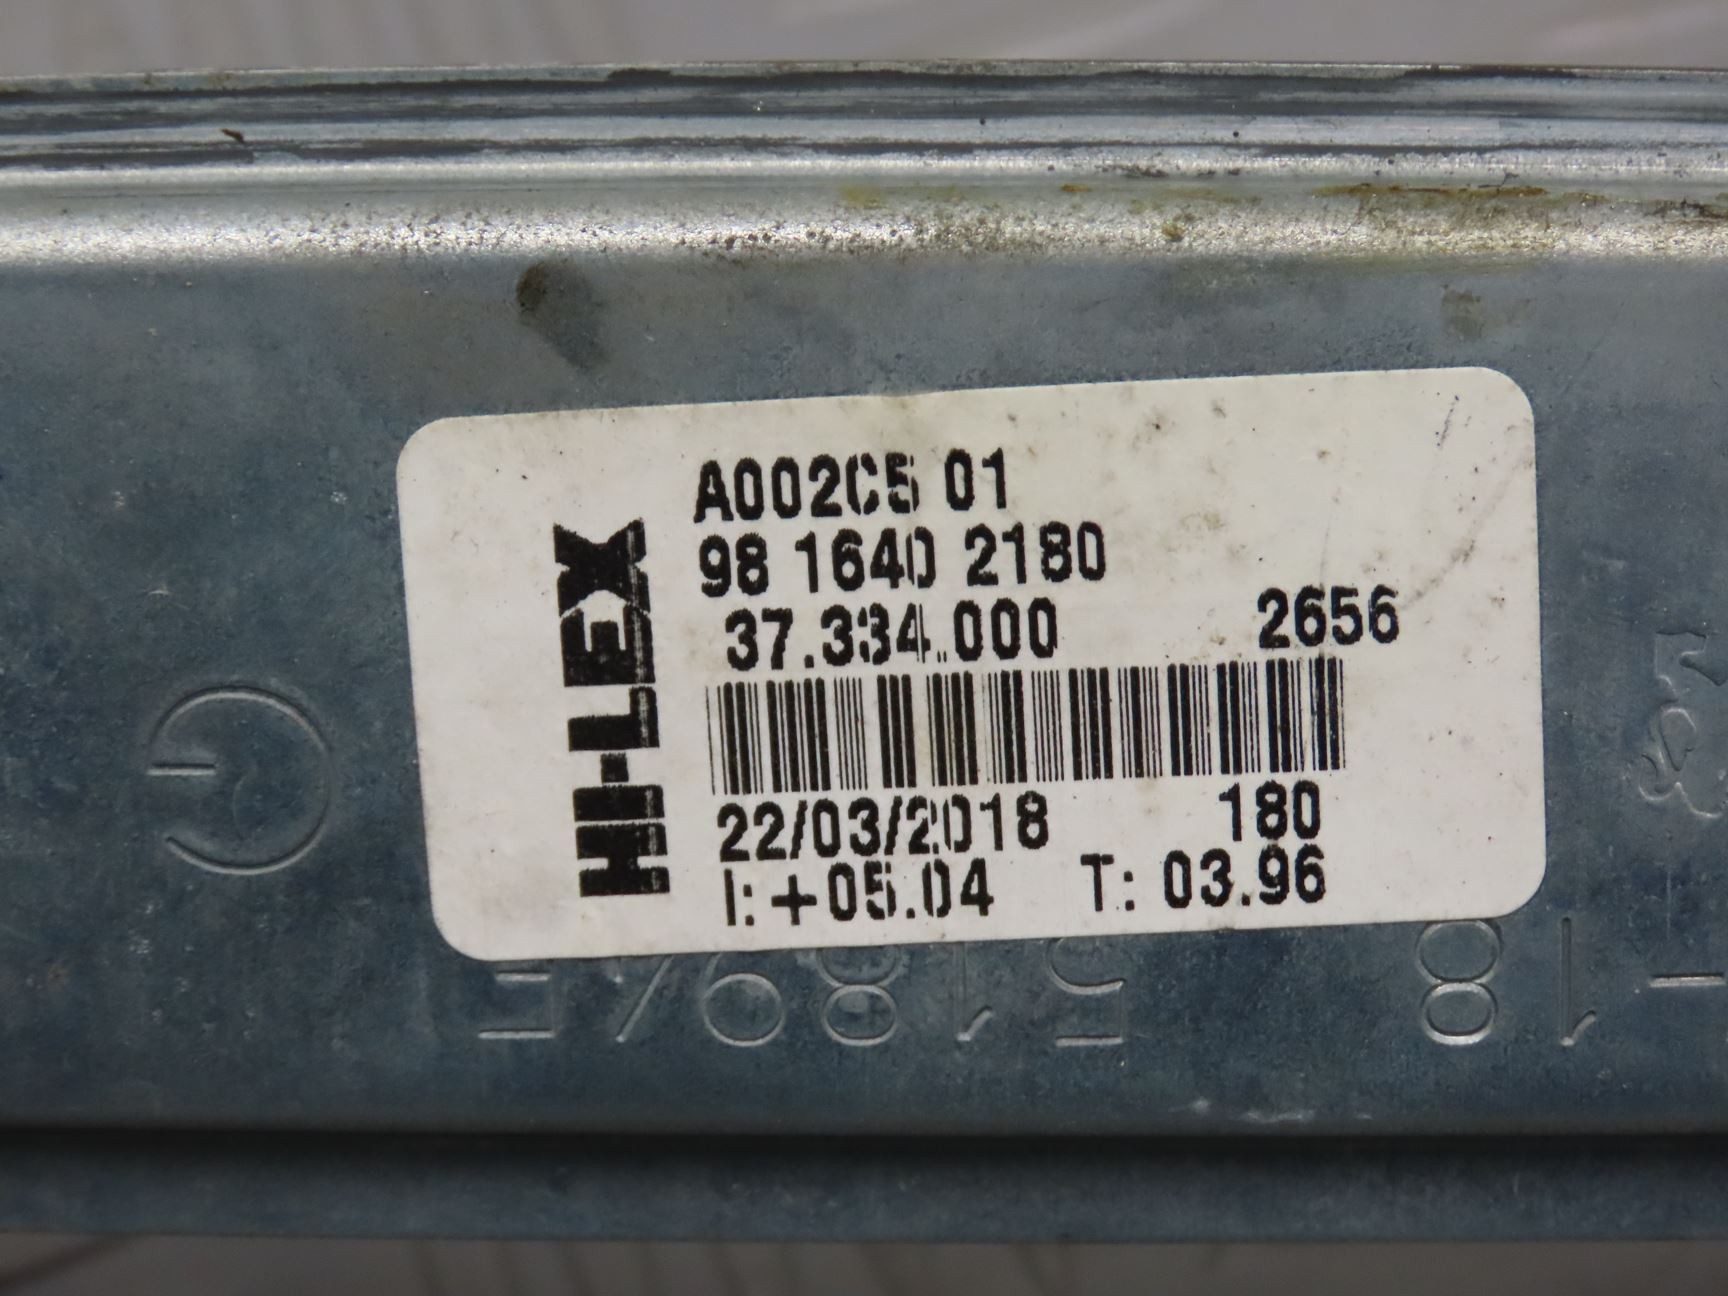 HI-LEX
A002C5 01
98 1640 2180
37.334.000 2656
22/03/2018 180
I: +05.04 T: 03.96
G